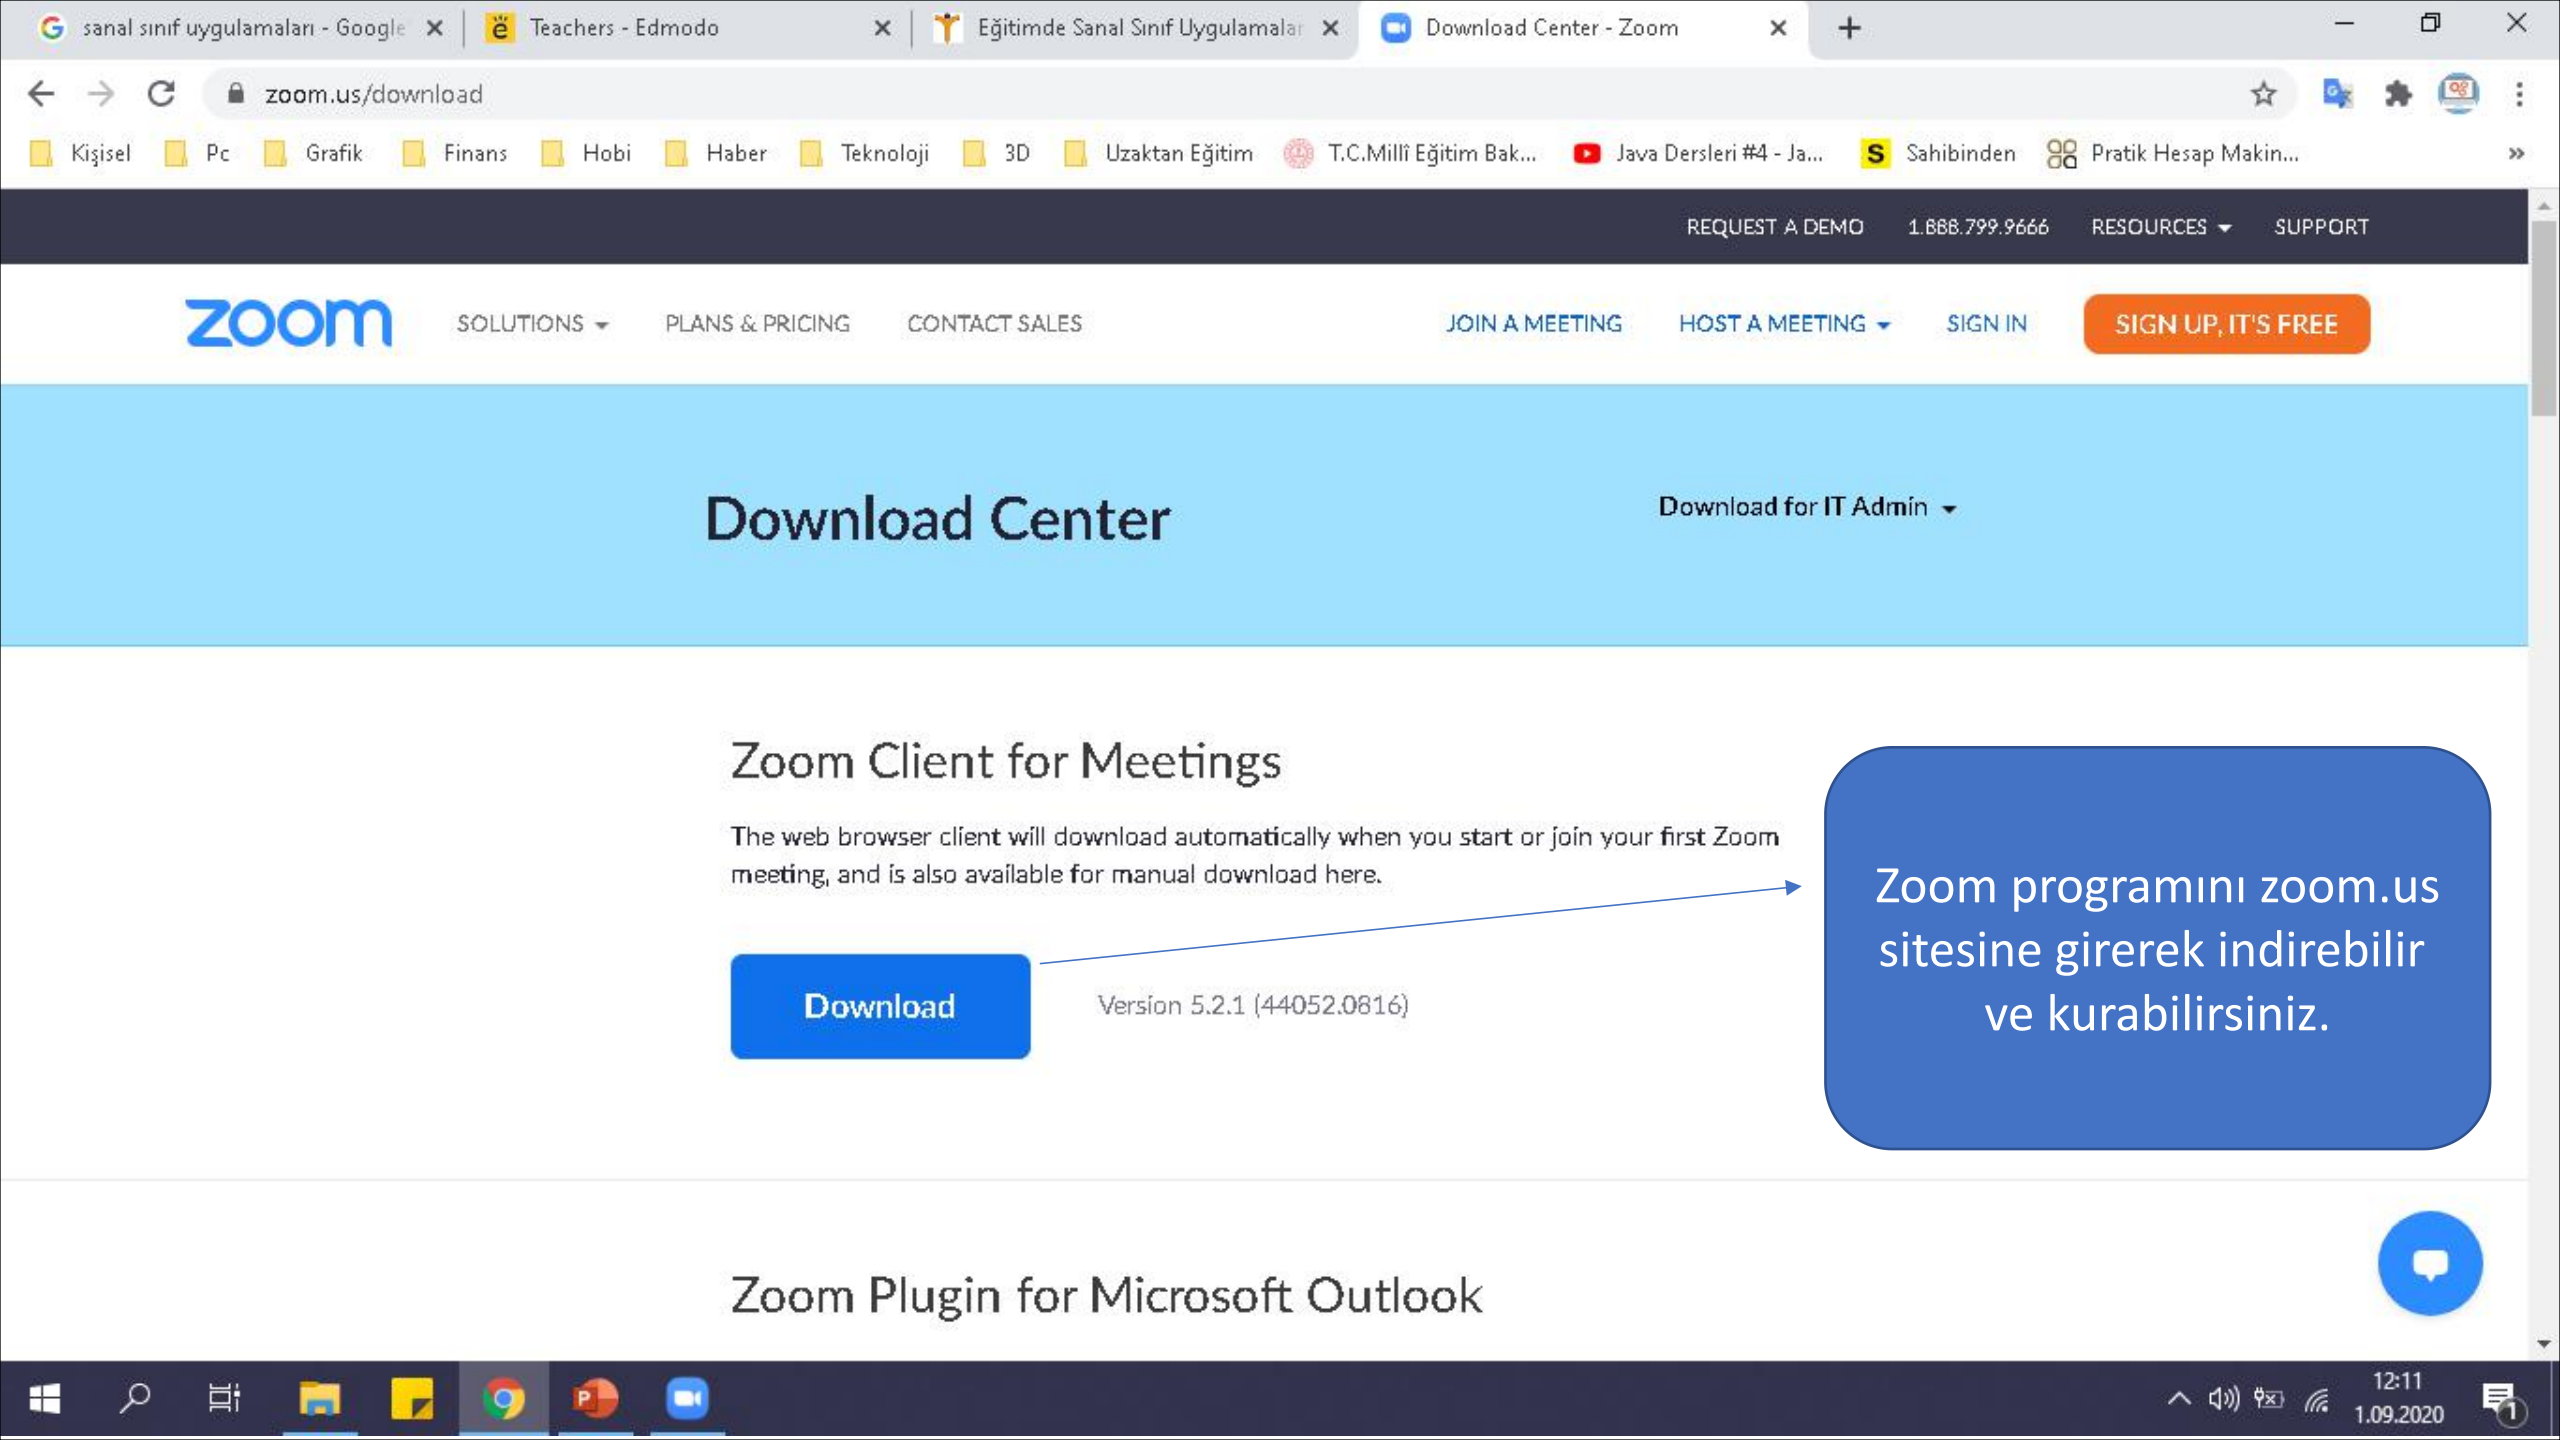 sanal sınıf uygulamaları - Google
Teachers - Edmodo
Eğitimde Sanal Sınıf Uygulamalar
Download Center - Zoom
zoom.us/download
Kişisel Pc Grafik Finans Hobi Haber Teknoloji 3D Uzaktan Eğitim T.C.Millî Eğitim Bak... Java Dersleri #4 - Ja... Sahibinden Pratik Hesap Makin... »
REQUEST A DEMO 1.888.799.9666 RESOURCES SUPPORT
zoom SOLUTIONS PLANS & PRICING CONTACT SALES JOIN A MEETING HOST A MEETING SIGN IN SIGN UP, IT'S FREE
Download Center
Download for IT Admin
Zoom Client for Meetings
The web browser client will download automatically when you start or join your first Zoom
meeting, and is also available for manual download here.
Download
Version 5.2.1 (44052.0816)
Zoom programını zoom.us
sitesine girerek indirebilir
ve kurabilirsiniz.
Zoom Plugin for Microsoft Outlook
12:11
1.09.2020
1